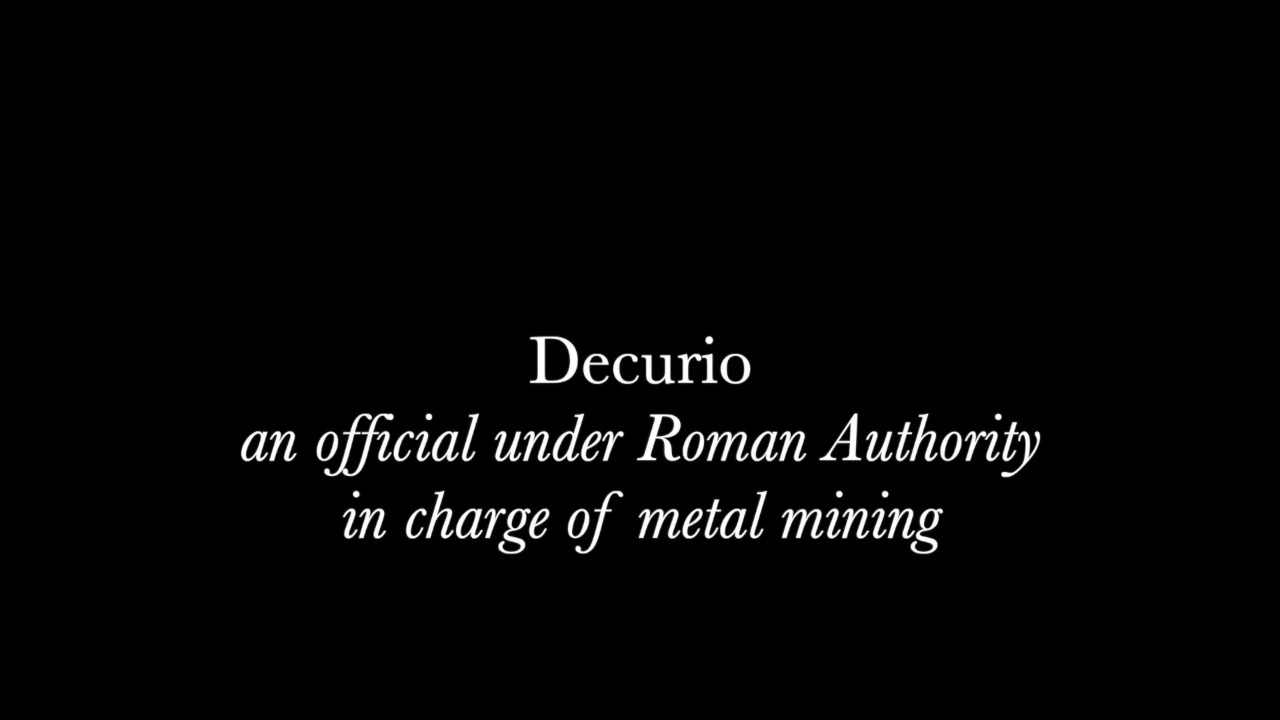 Decurio
an official under Roman Authority
in charge of metal mining